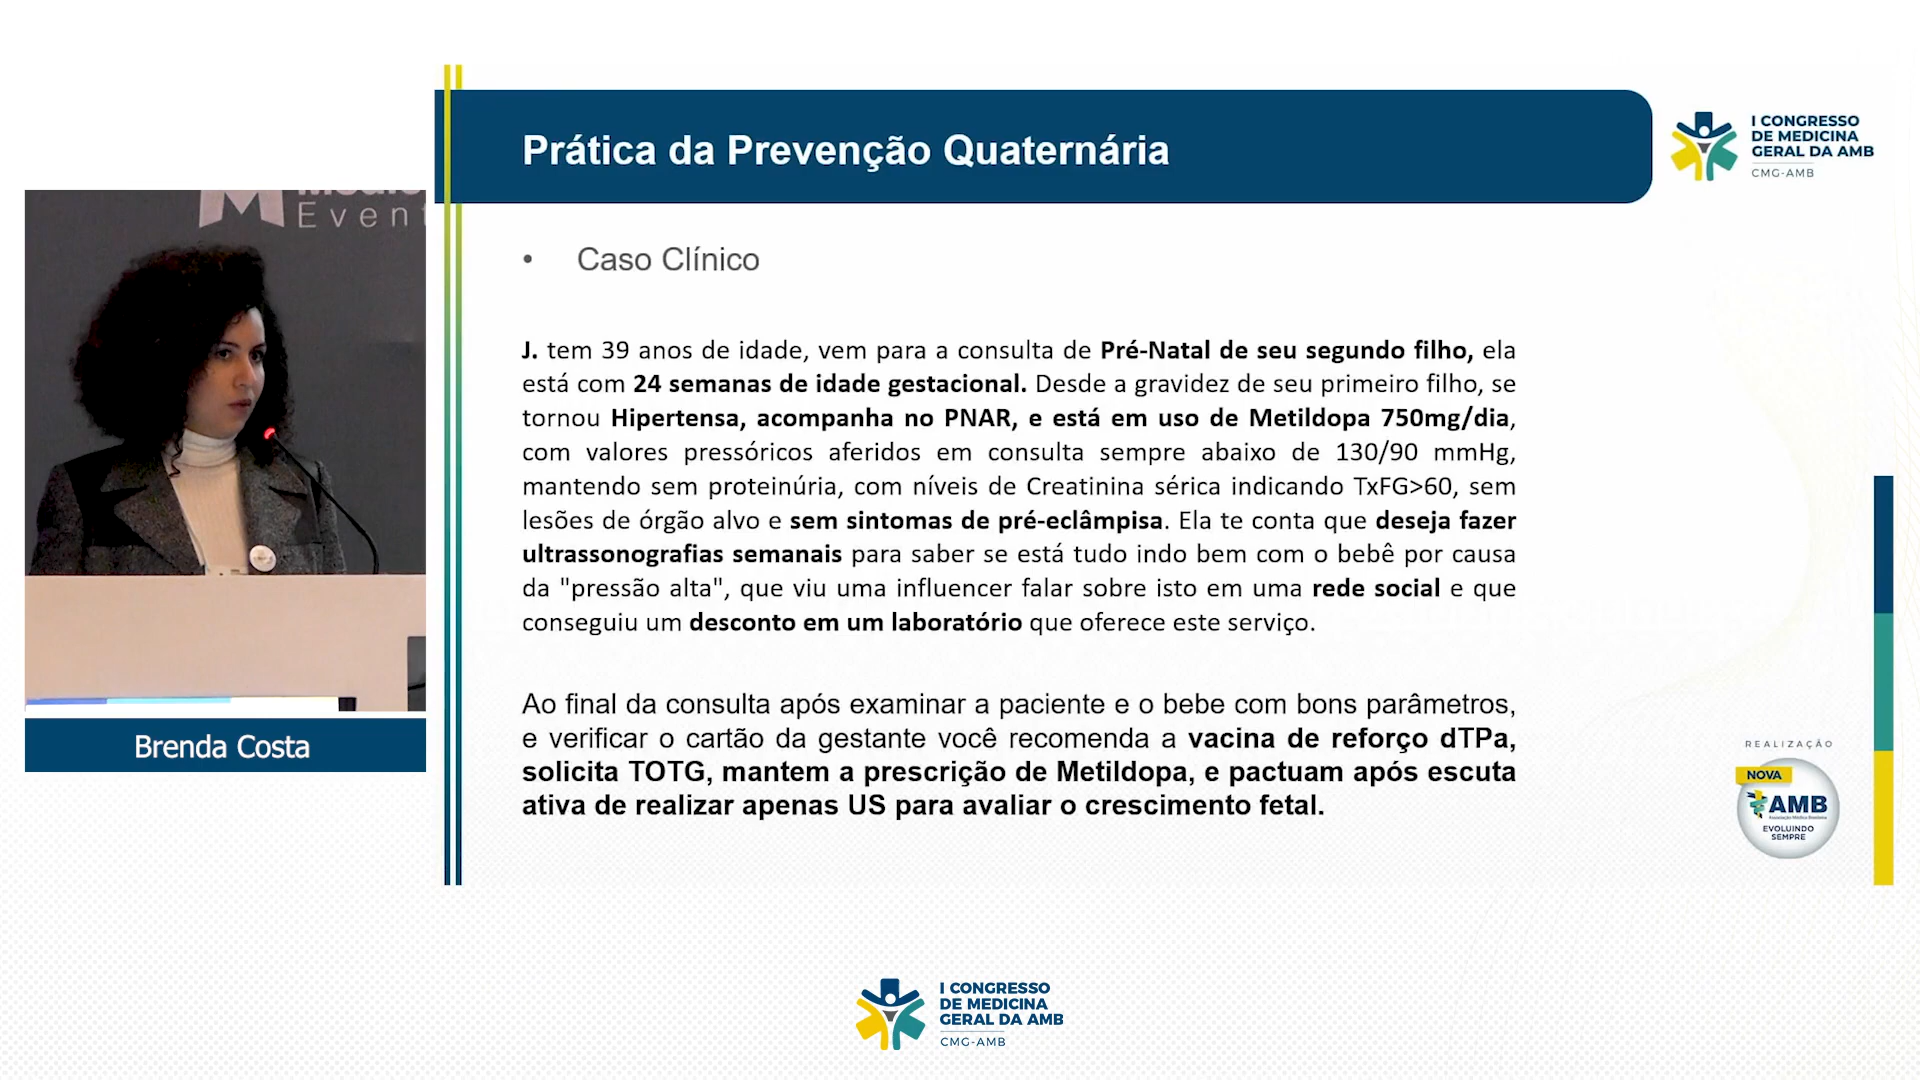 Prática da Prevenção Quaternária
I CONGRESSO
DE MEDICINA
GERAL DA AMB
CMG-AMB
Event
• Caso Clínico
J. tem 39 anos de idade, vem para a consulta de Pré-Natal de seu segundo filho, ela
está com 24 semanas de idade gestacional. Desde a gravidez de seu primeiro filho, se
tornou Hipertensa, acompanha no PNAR, e está em uso de Metildopa 750mg/dia,
com valores pressóricos aferidos em consulta sempre abaixo de 130/90 mmHg,
mantendo sem proteinúria, com níveis de Creatinina sérica indicando TxFG>60, sem
lesões de órgão alvo e sem sintomas de pré-eclâmpisa. Ela te conta que deseja fazer
ultrassonografias semanais para saber se está tudo indo bem com o bebê por causa
da "pressão alta", que viu uma influencer falar sobre isto em uma rede social e que
conseguiu um desconto em um laboratório que oferece este serviço.
Ao final da consulta após examinar a paciente e o bebe com bons parâmetros,
e verificar o cartão da gestante você recomenda a vacina de reforço dTPa,
solicita TOTG, mantem a prescrição de Metildopa, e pactuam após escuta
ativa de realizar apenas US para avaliar o crescimento fetal.
Brenda Costa
REALIZAÇÃO
NOVA
AMB
Associação Médica Brasileira
EVOLUINDO
SEMPRE
I CONGRESSO
DE MEDICINA
GERAL DA AMB
CMG-AMB